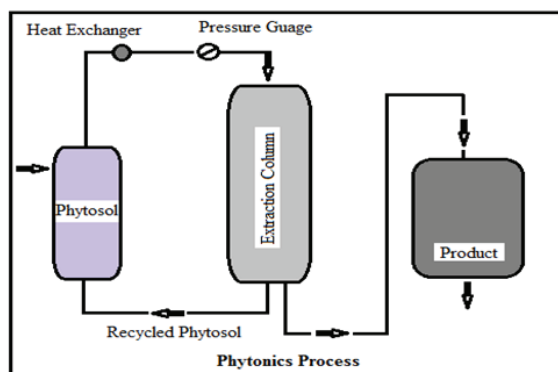 Heat Exchanger
Pressure Guage
Phytosol
Extraction Column
Product
Recycled Phytosol
Phytonics Process